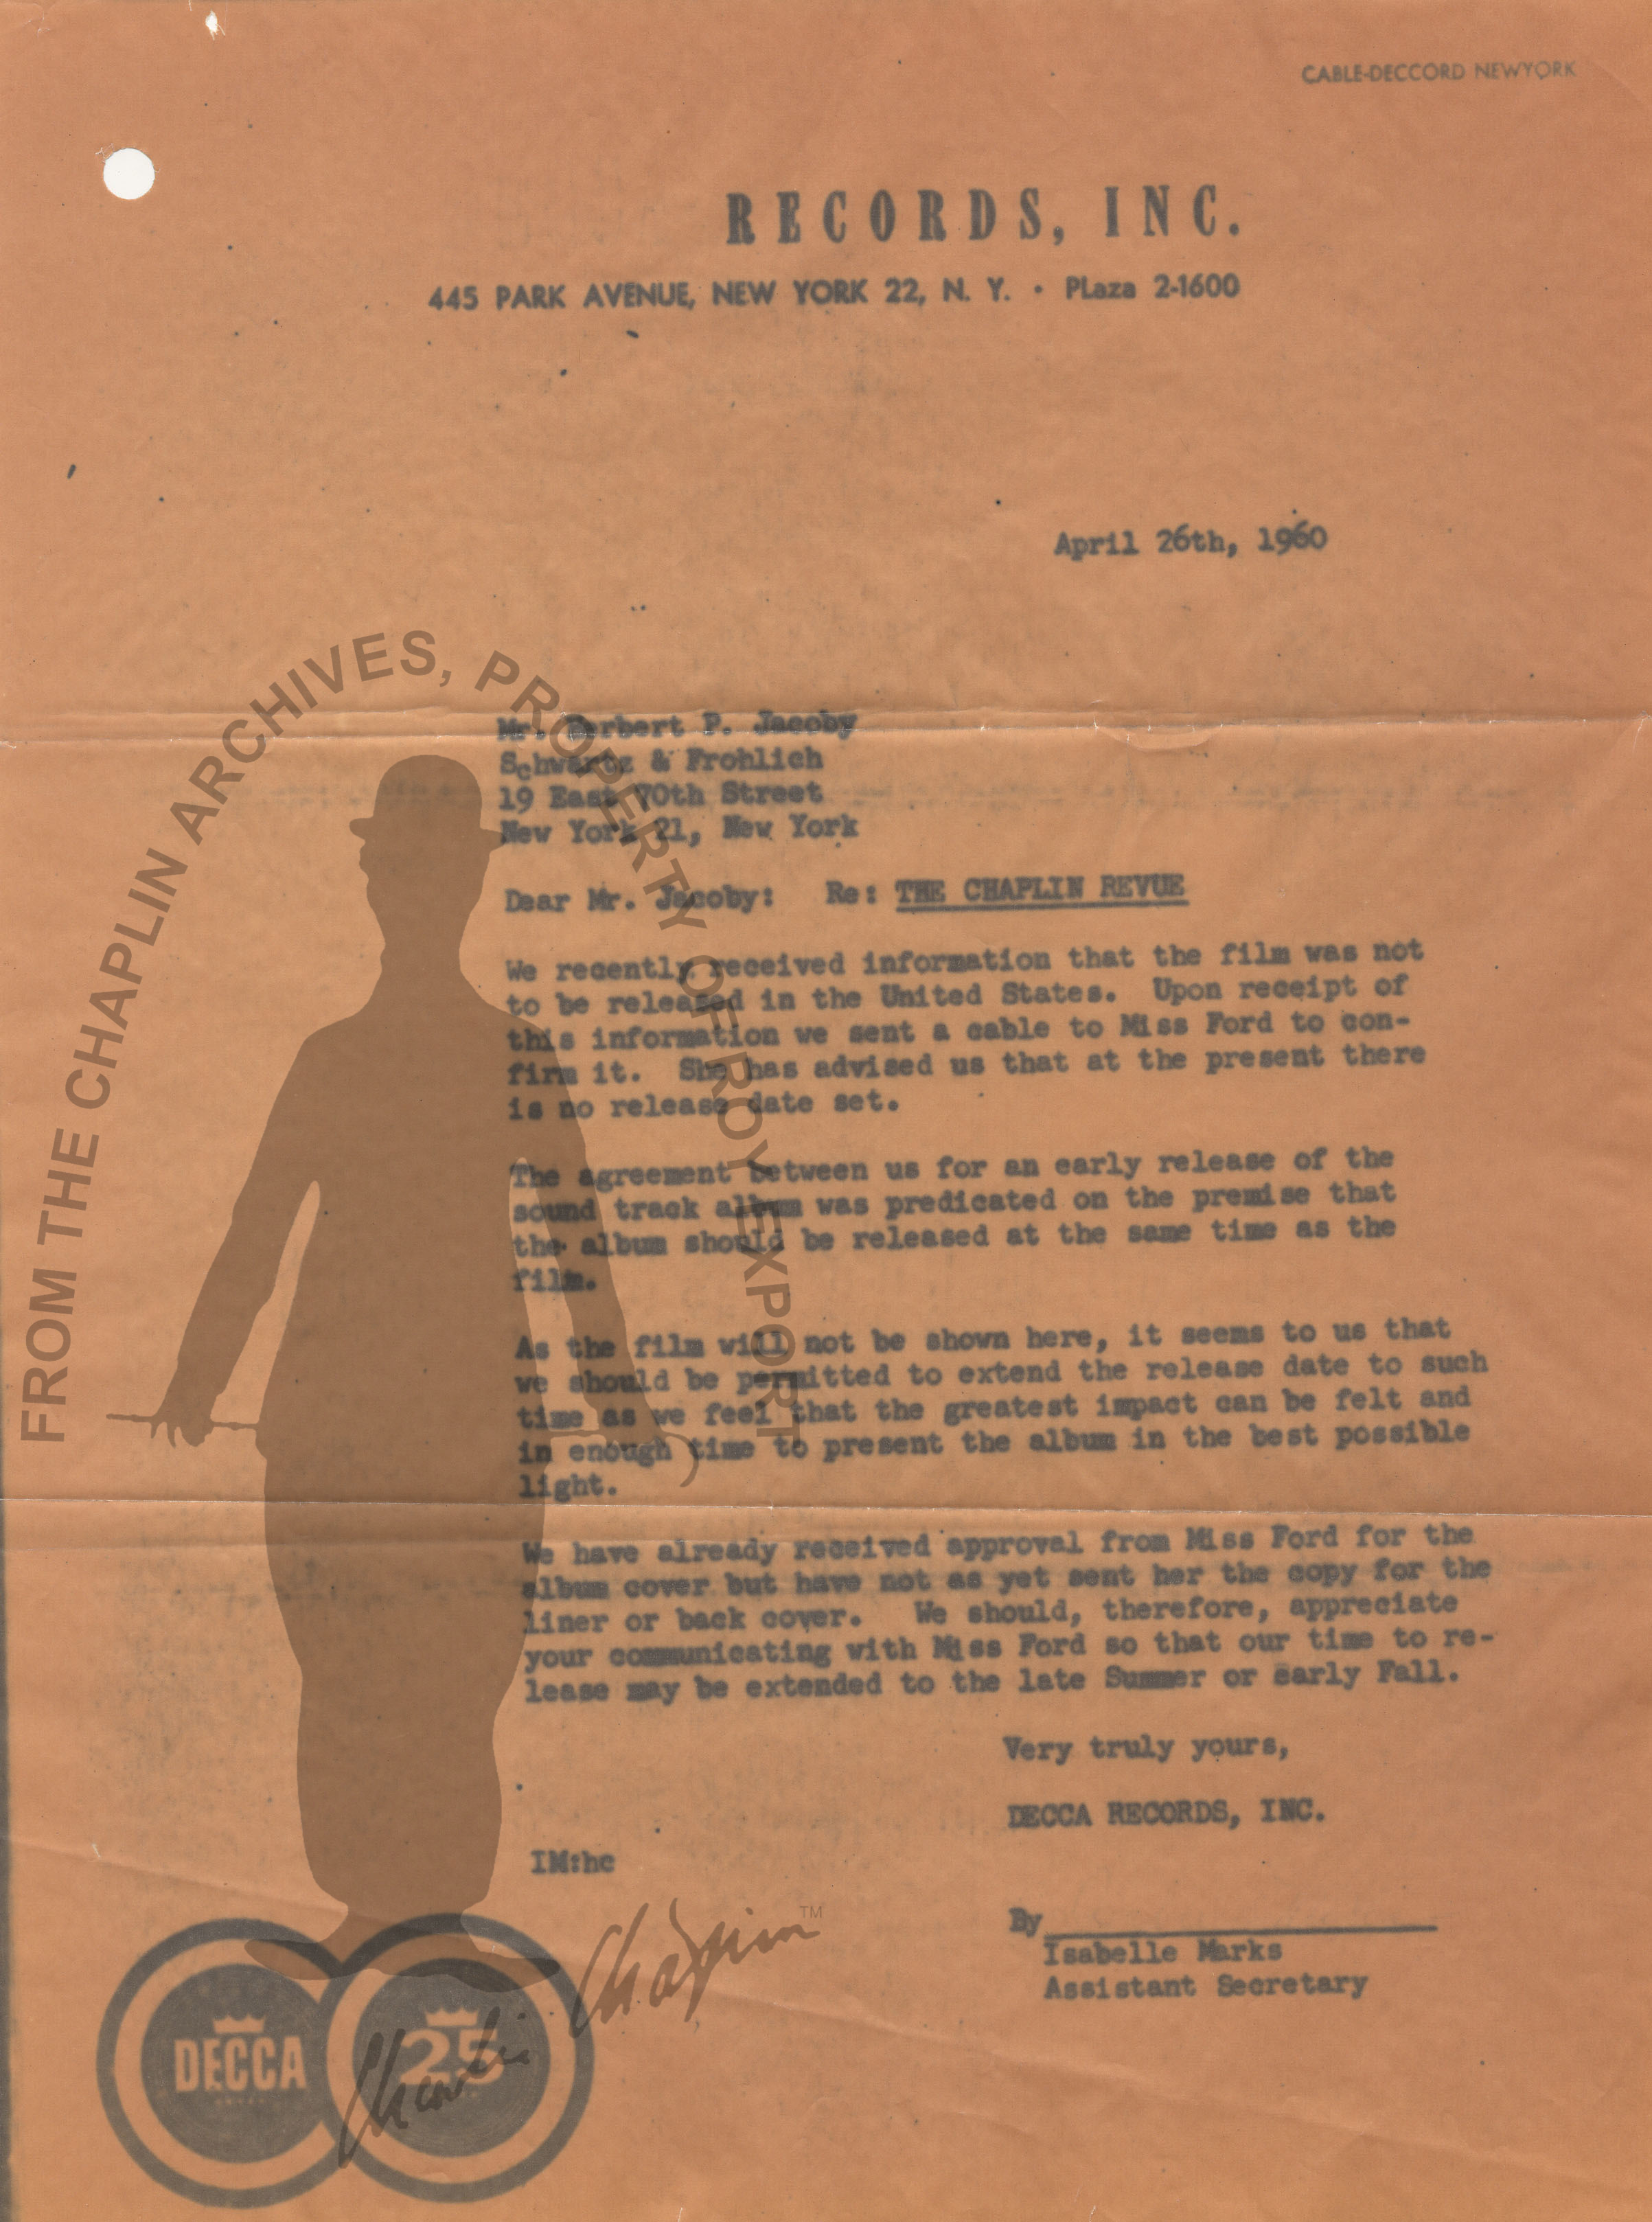 CABLE-DECCORD NEWYORK
RECORDS, INC.
445 PARK AVENUE, NEW YORK 22, N. Y. • PLaza 2-1600
April 26th, 1960
Mr. Herbert P. Jacoby
Schwartz & Frohlich
19 East 70th Street
New York 21, New York
Dear Mr. Jacoby: Re: THE CHAPLIN REVUE
We recently received information that the film was not
to be released in the United States. Upon receipt of
this information we sent a cable to Miss Ford to con-
firm it. She has advised us that at the present there
is no release date set.
The agreement between us for an early release of the
sound track album was predicated on the premise that
the album should be released at the same time as the
film.
As the film will not be shown here, it seems to us that
we should be permitted to extend the release date to such
time as we feel that the greatest impact can be felt and
in enough time to present the album in the best possible
light.
We have already received approval from Miss Ford for the
album cover but have not as yet sent her the copy for the
liner or back cover. We should, therefore, appreciate
your communicating with Miss Ford so that our time to re-
lease may be extended to the late Summer or early Fall.
Very truly yours,
DECCA RECORDS, INC.
IM:hc
By
Isabelle Marks
Assistant Secretary
DECCA
25
FROM THE CHAPLIN ARCHIVES, PROPERTY OF ROY EXPORT
Charlie Chaplin TM